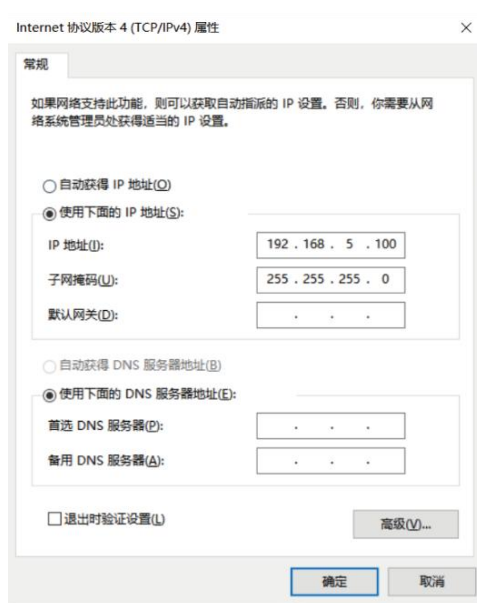 Internet 协议版本 4 (TCP/IPv4) 属性
常规
如果网络支持此功能，则可以获取自动指派的 IP 设置。否则，你需要从网
络系统管理员处获得适当的 IP 设置。
自动获得 IP 地址(O)
使用下面的 IP 地址(S):
IP 地址(I): 192 . 168 . 5 . 100
子网掩码(U): 255 . 255 . 255 . 0
默认网关(D): . . .
自动获得 DNS 服务器地址(B)
使用下面的 DNS 服务器地址(E):
首选 DNS 服务器(P): . . .
备用 DNS 服务器(A): . . .
退出时验证设置(L)
高级(V)...
确定 取消